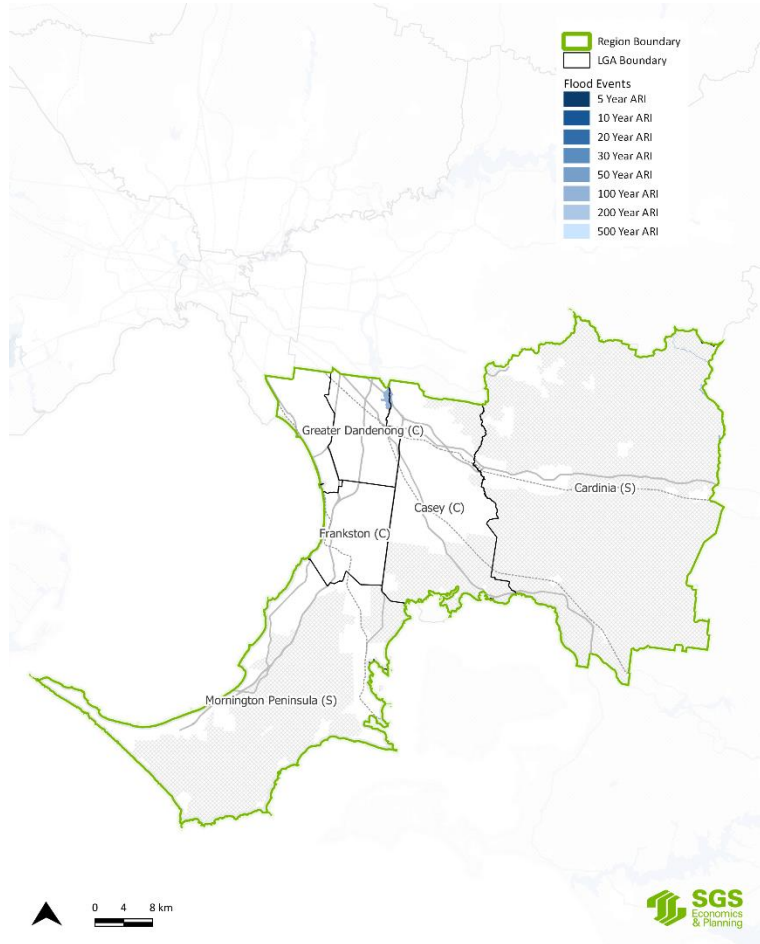 Region Boundary
LGA Boundary
Flood Events
5 Year ARI
10 Year ARI
20 Year ARI
30 Year ARI
50 Year ARI
100 Year ARI
200 Year ARI
500 Year ARI
Greater Dandenong (C)
Cardinia (S)
Casey (C)
Frankston (C)
Mornington Peninsula (S)
0 4 8 km
SGS
Economics
& Planning